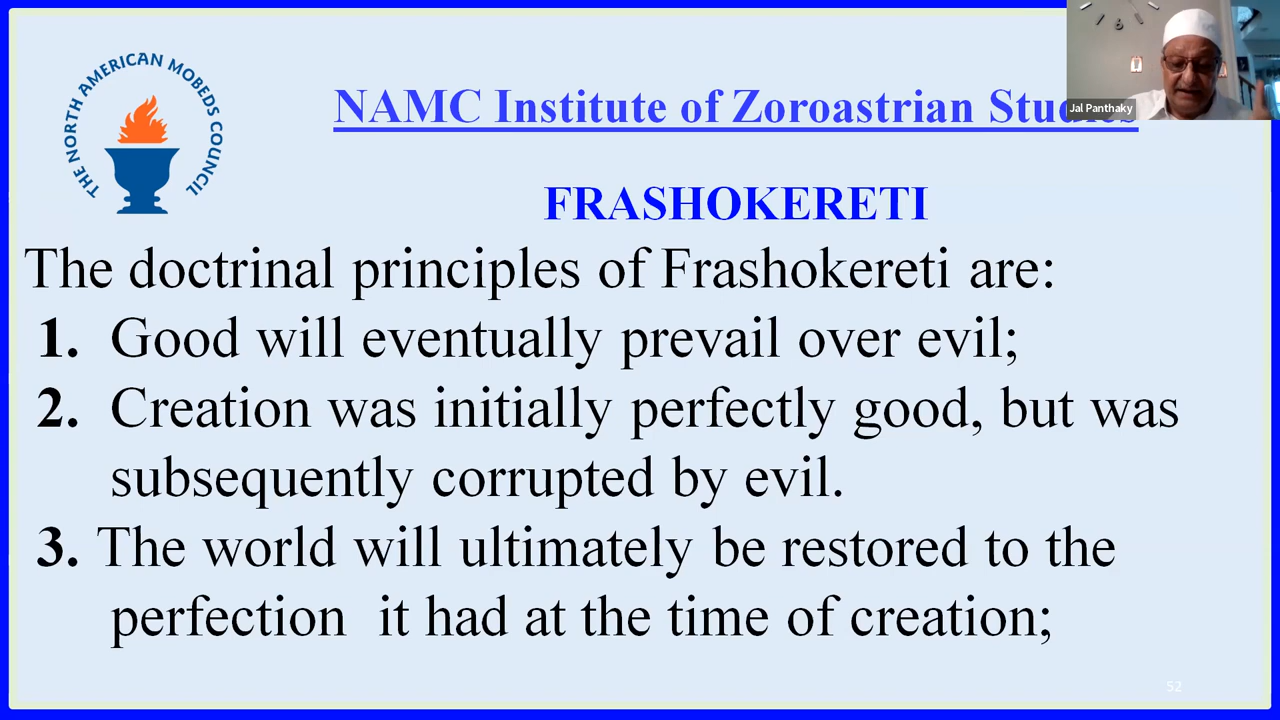 THE NORTH AMERICAN MOBEDS COUNCIL
NAMC Institute of Zoroastrian Studies
Jal Panthaky
FRASHOKERETI
The doctrinal principles of Frashokereti are:
1. Good will eventually prevail over evil;
2. Creation was initially perfectly good, but was
subsequently corrupted by evil.
3. The world will ultimately be restored to the
perfection it had at the time of creation;
52